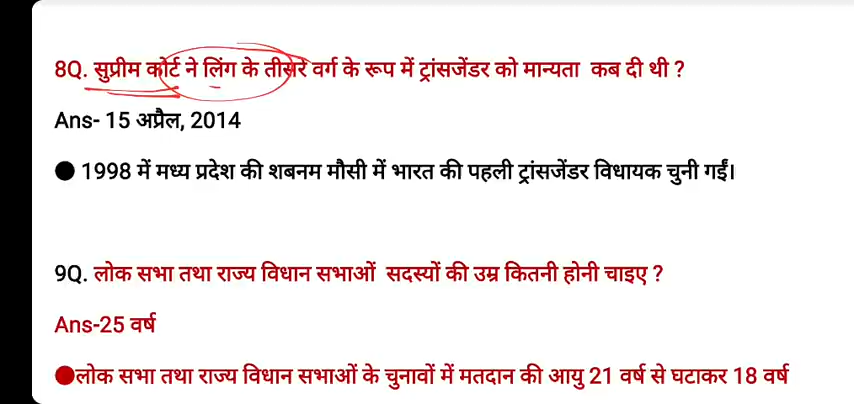 8Q. सुप्रीम कोर्ट ने लिंग के तीसरे वर्ग के रूप में ट्रांसजेंडर को मान्यता कब दी थी ?
Ans- 15 अप्रैल, 2014
● 1998 में मध्य प्रदेश की शबनम मौसी में भारत की पहली ट्रांसजेंडर विधायक चुनी गईं।
9Q. लोक सभा तथा राज्य विधान सभाओं सदस्यों की उम्र कितनी होनी चाइए ?
Ans-25 वर्ष
●लोक सभा तथा राज्य विधान सभाओं के चुनावों में मतदान की आयु 21 वर्ष से घटाकर 18 वर्ष